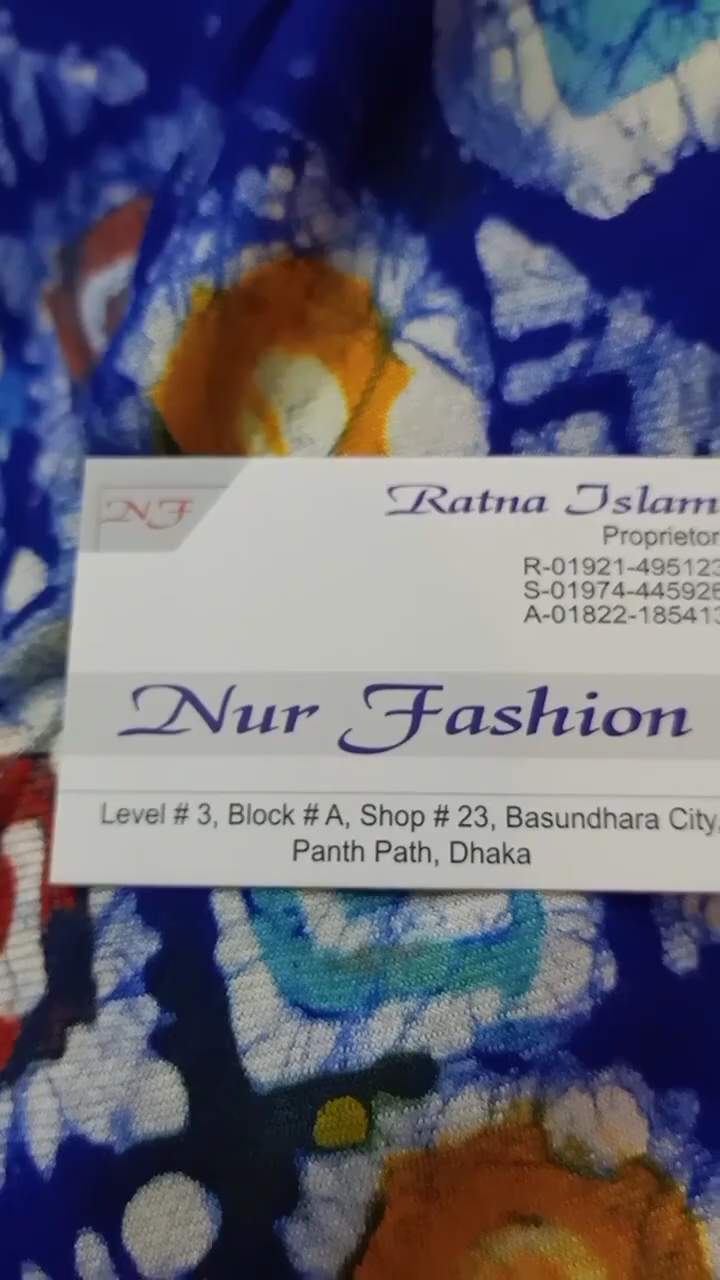 NF
Ratna Islam
Proprietor
R-01921-495123
S-01974-445926
A-01822-185413
Nur Fashion
Level # 3, Block # A, Shop # 23, Basundhara City,
Panth Path, Dhaka